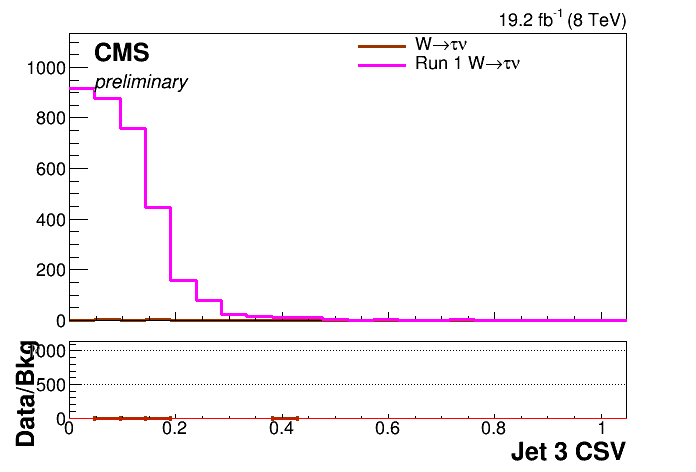 19.2 fb⁻¹ (8 TeV)
CMS
preliminary
W→τν
Run 1 W→τν
1000
800
600
400
200
0
Data/Bkg
1000
500
0
0 0.2 0.4 0.6 0.8 1
Jet 3 CSV